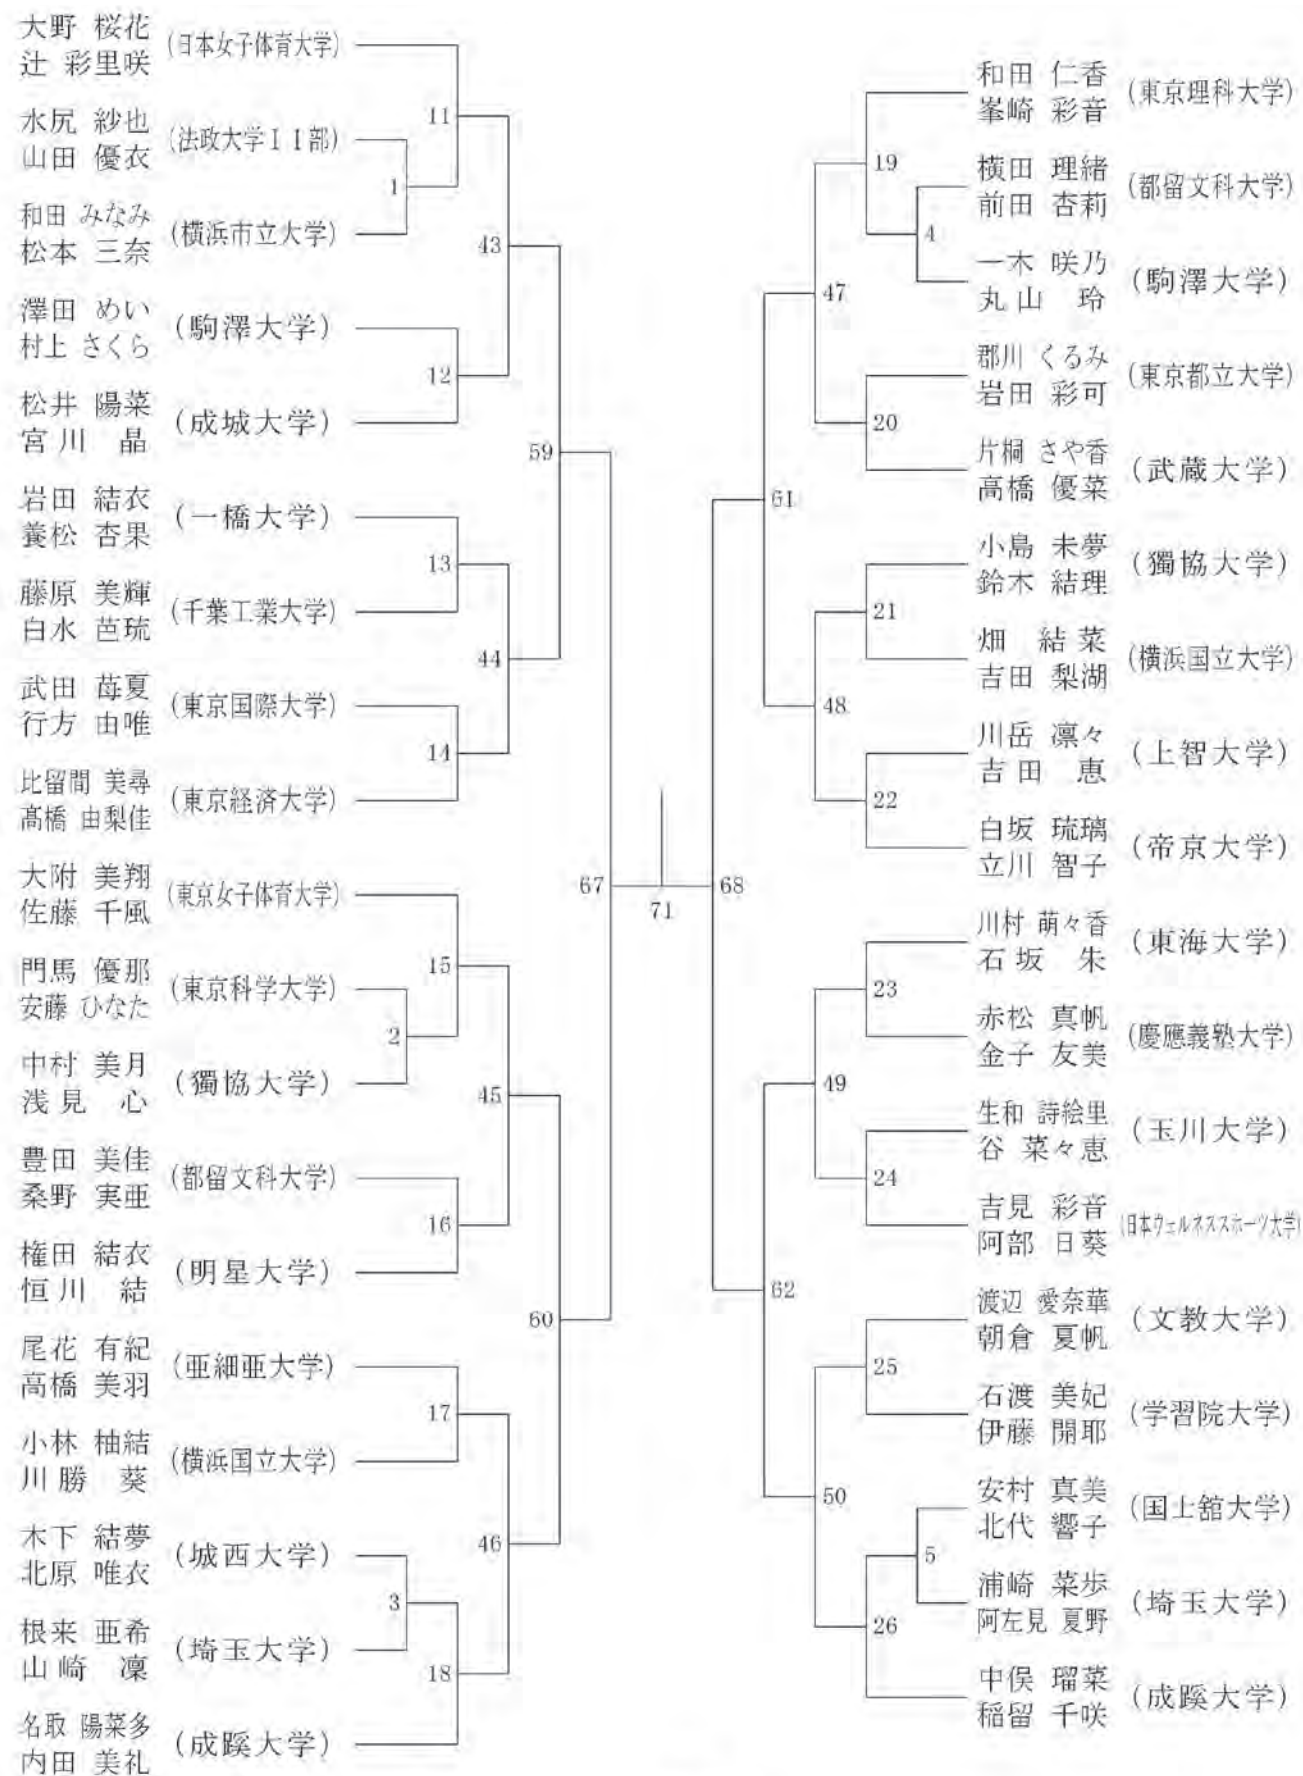 大野 桜花
辻 彩里咲
(日本女子体育大学)
水尻 紗也
山田 優衣
(法政大学II部)
和田 みなみ
松本 三奈
(横浜市立大学)
澤田 めい
村上 さくら
(駒澤大学)
松井 陽菜
宮川 晶
(成城大学)
岩田 結衣
養松 杏果
(一橋大学)
藤原 美輝
白水 芭琉
(千葉工業大学)
武田 苺夏
行方 由唯
(東京国際大学)
比留間 美尋
髙橋 由梨佳
(東京経済大学)
大附 美翔
佐藤 千風
(東京女子体育大学)
門馬 優那
安藤 ひなた
(東京科学大学)
中村 美月
浅見 心
(獨協大学)
豊田 美佳
桑野 実亜
(都留文科大学)
権田 結衣
恒川 結
(明星大学)
尾花 有紀
高橋 美羽
(亜細亜大学)
小林 柚結
川勝 葵
(横浜国立大学)
木下 結夢
北原 唯衣
(城西大学)
根来 亜希
山崎 凜
(埼玉大学)
名取 陽菜多
内田 美礼
(成蹊大学)
1
2
3
11
12
13
14
15
16
17
18
43
44
45
46
59
60
67
71
68
61
62
47
48
49
50
19
20
21
22
23
24
25
26
4
5
和田 仁香
峯崎 彩音
(東京理科大学)
横田 理緒
前田 杏莉
(都留文科大学)
一木 咲乃
丸山 玲
(駒澤大学)
郡川 くるみ
岩田 彩可
(東京都立大学)
片桐 さや香
高橋 優菜
(武蔵大学)
小島 未夢
鈴木 結理
(獨協大学)
畑 結菜
吉田 梨湖
(横浜国立大学)
川岳 凛々
吉田 恵
(上智大学)
白坂 琉璃
立川 智子
(帝京大学)
川村 萌々香
石坂 朱
(東海大学)
赤松 真帆
金子 友美
(慶應義塾大学)
生和 詩絵里
谷 菜々恵
(玉川大学)
吉見 彩音
阿部 日葵
(日本ウェルネススポーツ大学)
渡辺 愛奈華
朝倉 夏帆
(文教大学)
石渡 美妃
伊藤 開耶
(学習院大学)
安村 真美
北代 響子
(国士舘大学)
浦崎 菜歩
阿左見 夏野
(埼玉大学)
中俣 瑠菜
稲留 千咲
(成蹊大学)